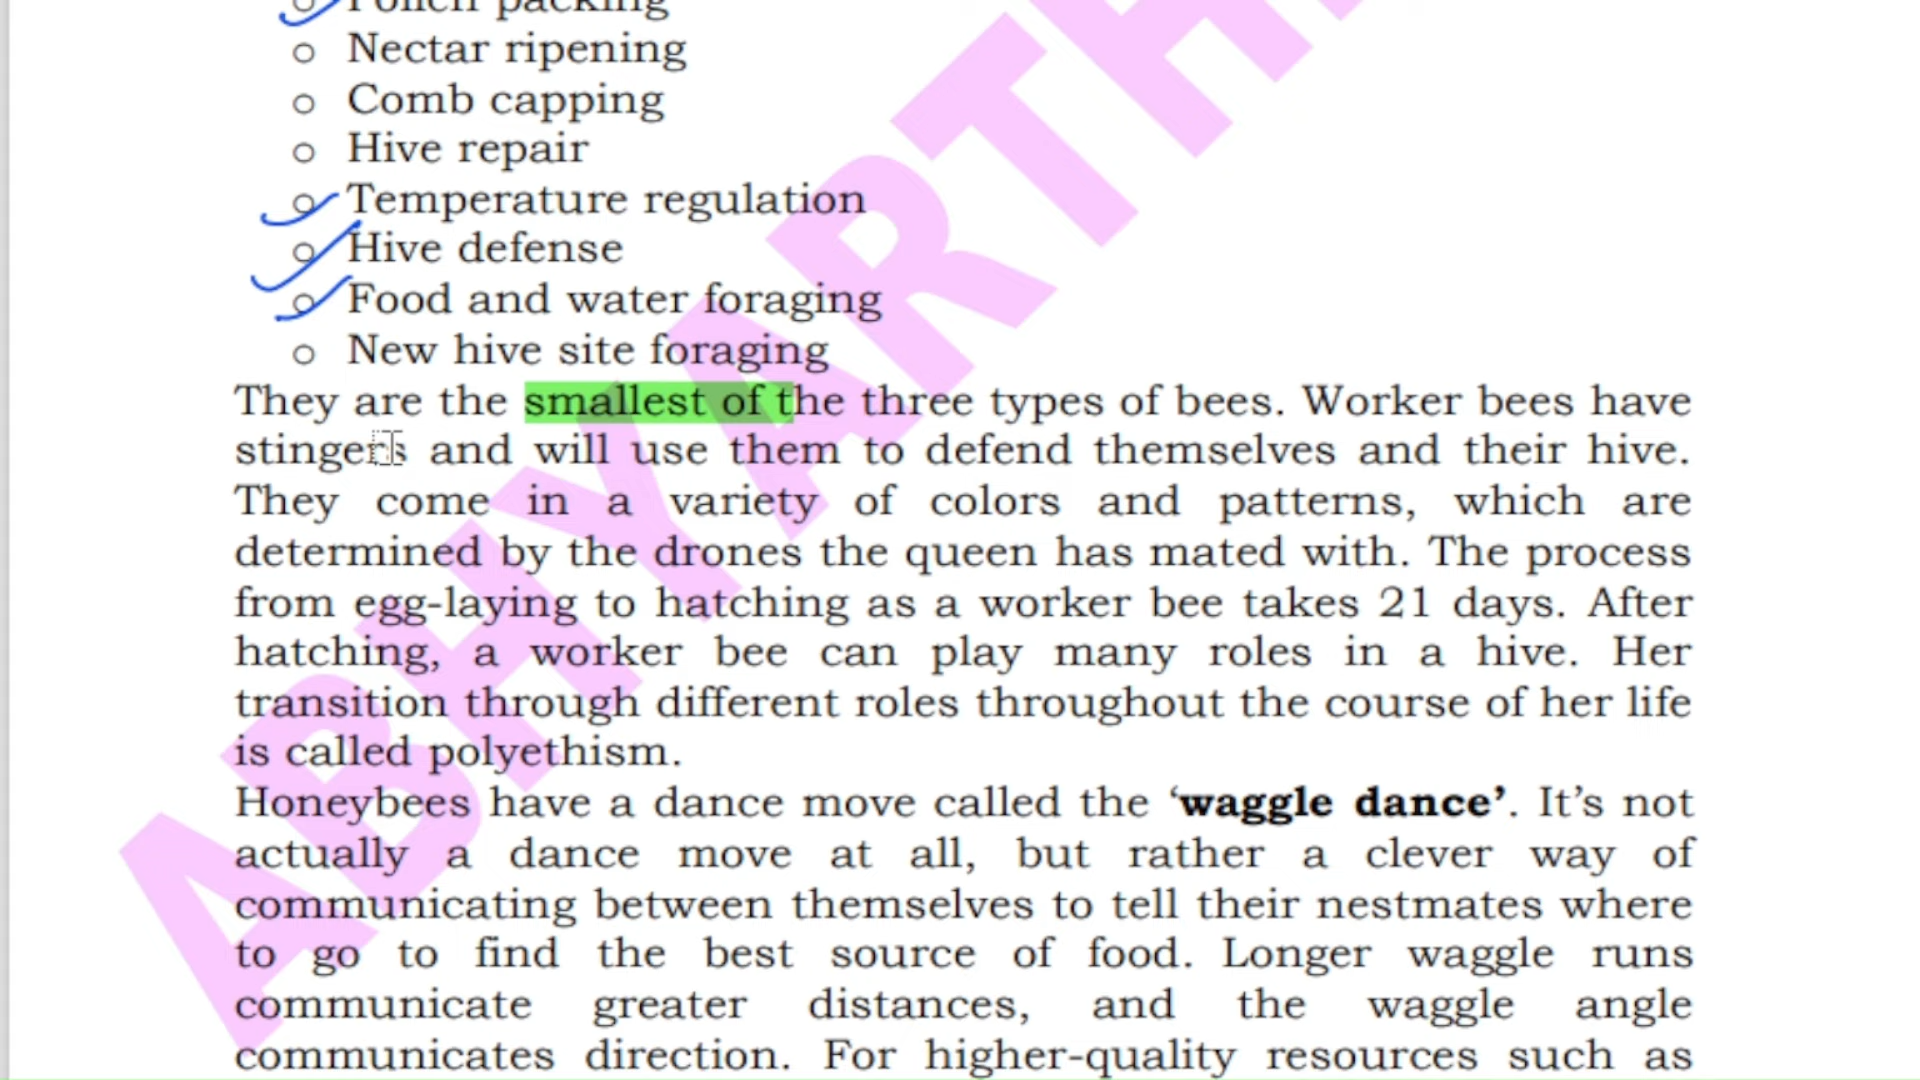 Pollen packing
o Nectar ripening
o Comb capping
o Hive repair
o Temperature regulation
o Hive defense
o Food and water foraging
o New hive site foraging
They are the smallest of the three types of bees. Worker bees have
stingers and will use them to defend themselves and their hive.
They come in a variety of colors and patterns, which are
determined by the drones the queen has mated with. The process
from egg-laying to hatching as a worker bee takes 21 days. After
hatching, a worker bee can play many roles in a hive. Her
transition through different roles throughout the course of her life
is called polyethism.
Honeybees have a dance move called the ‘waggle dance’. It’s not
actually a dance move at all, but rather a clever way of
communicating between themselves to tell their nestmates where
to go to find the best source of food. Longer waggle runs
communicate greater distances, and the waggle angle
communicates direction. For higher-quality resources such as
ABHYARTH